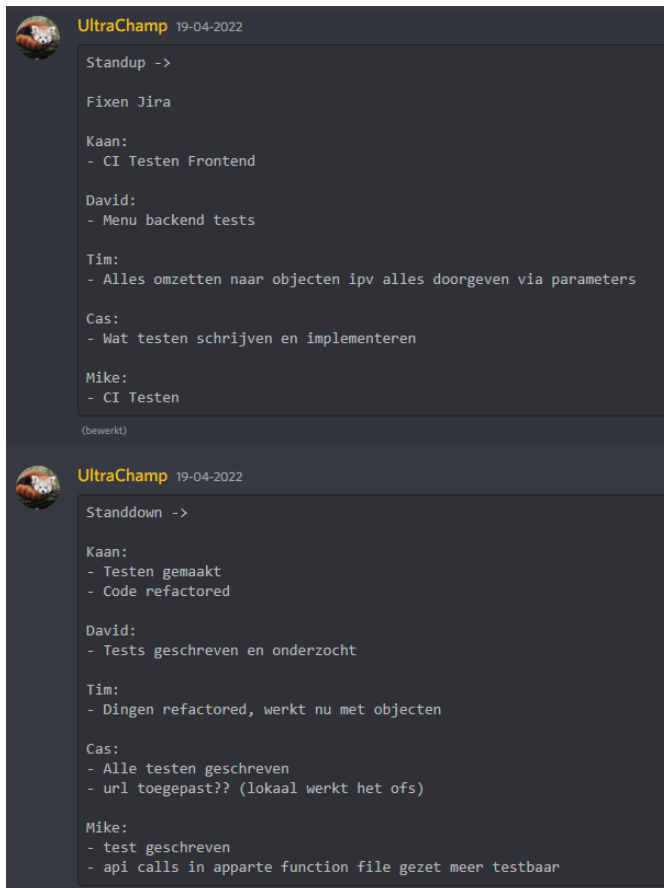 UltraChamp 19-04-2022
Standup ->
Fixen Jira
Kaan:
- CI Testen Frontend
David:
- Menu backend tests
Tim:
- Alles omzetten naar objecten ipv alles doorgeven via parameters
Cas:
- Wat testen schrijven en implementeren
Mike:
- CI Testen
(bewerkt)
UltraChamp 19-04-2022
Standdown ->
Kaan:
- Testen gemaakt
- Code refactored
David:
- Tests geschreven en onderzocht
Tim:
- Dingen refactored, werkt nu met objecten
Cas:
- Alle testen geschreven
- url toegepast?? (lokaal werkt het ofs)
Mike:
- test geschreven
- api calls in apparte function file gezet meer testbaar